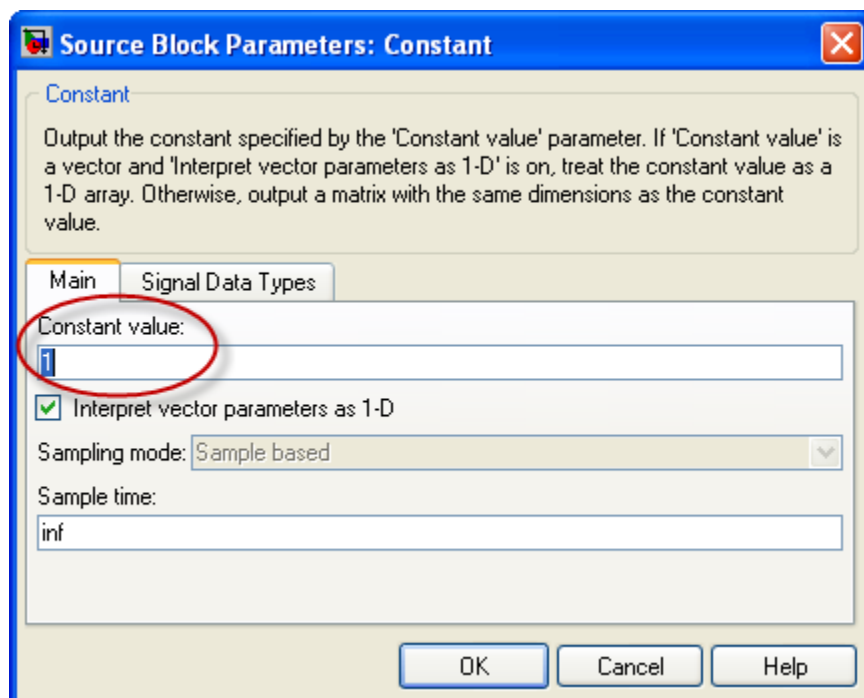 Source Block Parameters: Constant
Constant
Output the constant specified by the 'Constant value' parameter. If 'Constant value' is
a vector and 'Interpret vector parameters as 1-D' is on, treat the constant value as a
1-D array. Otherwise, output a matrix with the same dimensions as the constant
value.
Main Signal Data Types
Constant value:
1
Interpret vector parameters as 1-D
Sampling mode: Sample based
Sample time:
inf
OK Cancel Help